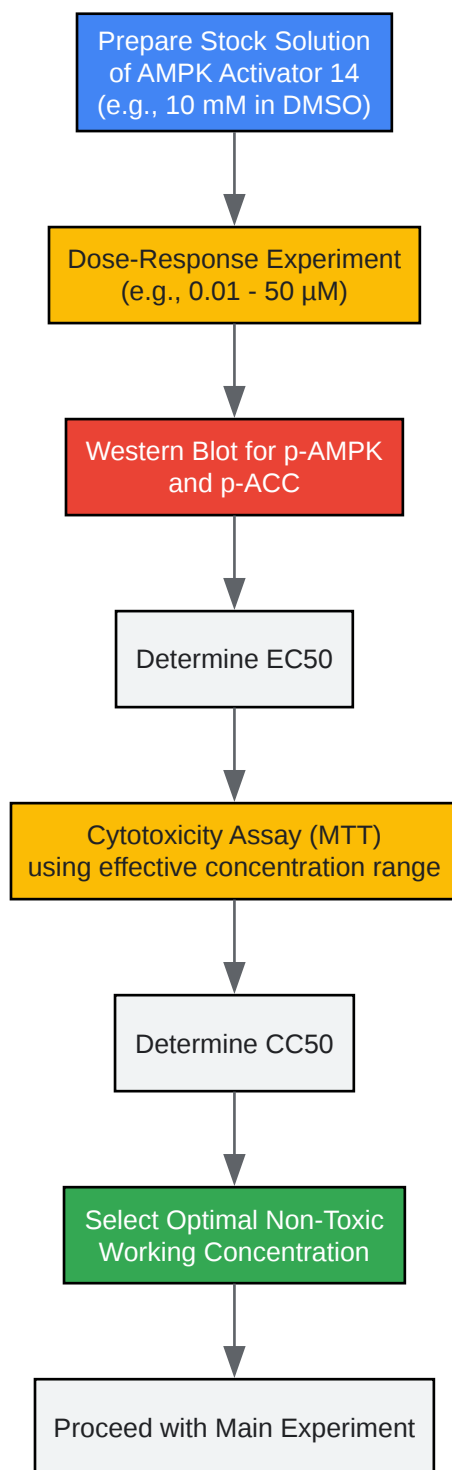 Prepare Stock Solution
of AMPK Activator 14
(e.g., 10 mM in DMSO)
Dose-Response Experiment
(e.g., 0.01 - 50 µM)
Western Blot for p-AMPK
and p-ACC
Determine EC50
Cytotoxicity Assay (MTT)
using effective concentration range
Determine CC50
Select Optimal Non-Toxic
Working Concentration
Proceed with Main Experiment